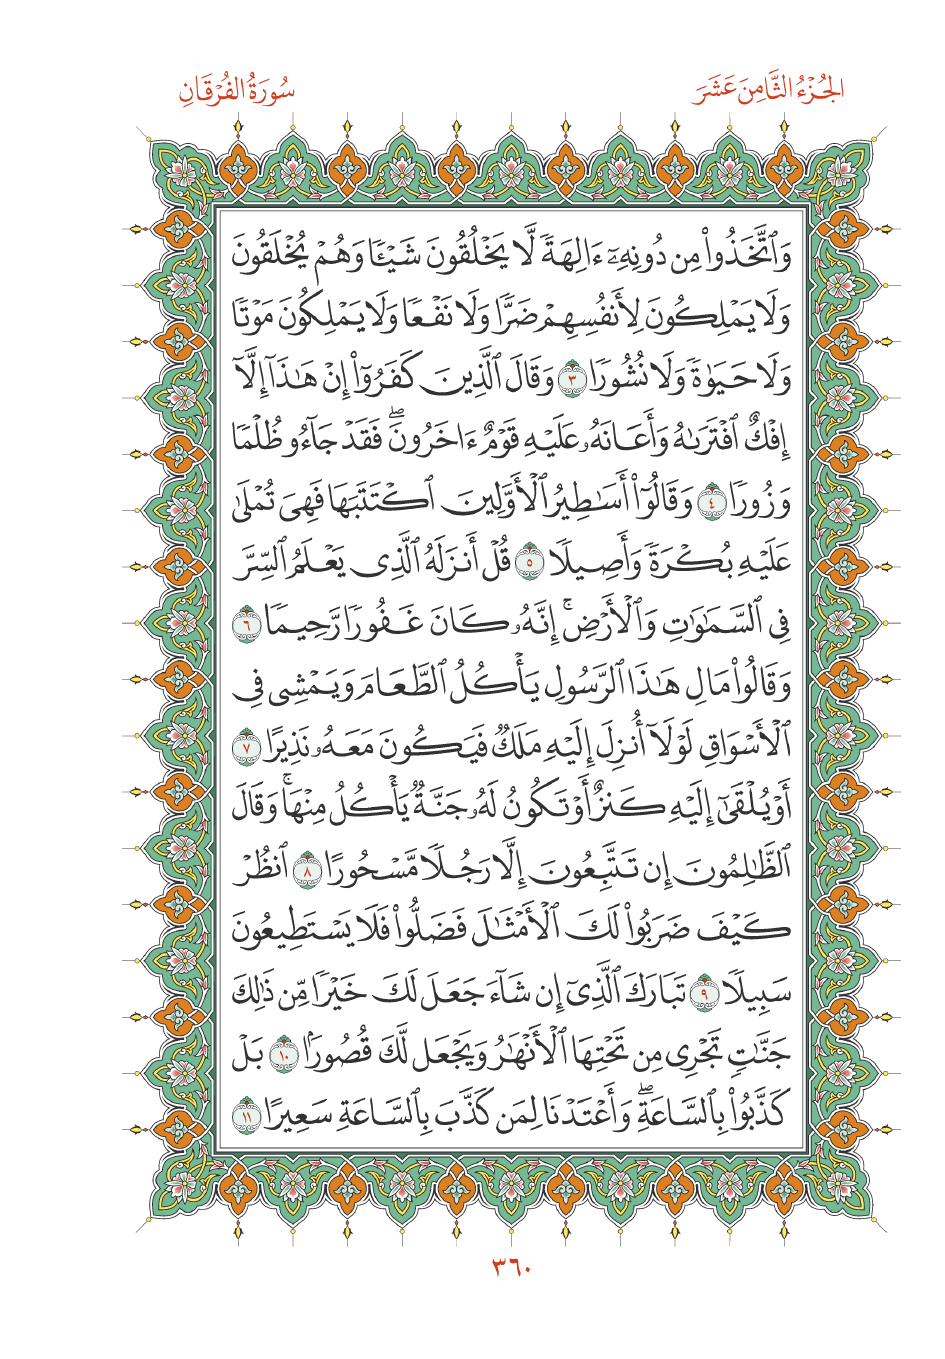 الجُزْءُ الثَّامِنَ عَشَرَ
سُورَةُ الفُرْقَانِ
وَٱتَّخَذُوا۟ مِن دُونِهِۦٓ ءَالِهَةً لَّا يَخْلُقُونَ شَيْـًٔا وَهُمْ يُخْلَقُونَ
وَلَا يَمْلِكُونَ لِأَنفُسِهِمْ ضَرًّا وَلَا نَفْعًا وَلَا يَمْلِكُونَ مَوْتًا
وَلَا حَيَوٰةً وَلَا نُشُورًا ٣ وَقَالَ ٱلَّذِينَ كَفَرُوٓا۟ إِنْ هَـٰذَآ إِلَّآ
إِفْكٌ ٱفْتَرَىٰهُ وَأَعَانَهُۥ عَلَيْهِ قَوْمٌ ءَاخَرُونَ ۖ فَقَدْ جَآءُو ظُلْمًا
وَزُورًا ٤ وَقَالُوٓا۟ أَسَـٰطِيرُ ٱلْأَوَّلِينَ ٱكْتَتَبَهَا فَهِىَ تُمْلَىٰ
عَلَيْهِ بُكْرَةً وَأَصِيلًا ٥ قُلْ أَنزَلَهُ ٱلَّذِى يَعْلَمُ ٱلسِّرَّ
فِى ٱلسَّمَـٰوَٰتِ وَٱلْأَرْضِ ۚ إِنَّهُۥ كَانَ غَفُورًا رَّحِيمًا ٦
وَقَالُوا۟ مَالِ هَـٰذَا ٱلرَّسُولِ يَأْكُلُ ٱلطَّعَامَ وَيَمْشِى فِى
ٱلْأَسْوَاقِ لَوْلَآ أُنزِلَ إِلَيْهِ مَلَكٌ فَيَكُونَ مَعَهُۥ نَذِيرًا ٧
أَوْ يُلْقَىٰٓ إِلَيْهِ كَنزٌ أَوْ تَكُونُ لَهُۥ جَنَّةٌ يَأْكُلُ مِنْهَا ۚ وَقَالَ
ٱلظَّـٰلِمُونَ إِن تَتَّبِعُونَ إِلَّا رَجُلًا مَّسْحُورًا ٨ ٱنظُرْ
كَيْفَ ضَرَبُوا۟ لَكَ ٱلْأَمْثَـٰلَ فَضَلُّوا۟ فَلَا يَسْتَطِيعُونَ
سَبِيلًا ٩ تَبَارَكَ ٱلَّذِىٓ إِن شَآءَ جَعَلَ لَكَ خَيْرًا مِّن ذَٰلِكَ
جَنَّـٰتٍ تَجْرِى مِن تَحْتِهَا ٱلْأَنْهَـٰرُ وَيَجْعَل لَّكَ قُصُورًۢا ١٠ بَلْ
كَذَّبُوا۟ بِٱلسَّاعَةِ ۖ وَأَعْتَدْنَا لِمَن كَذَّبَ بِٱلسَّاعَةِ سَعِيرًا ١١
٣٦٠